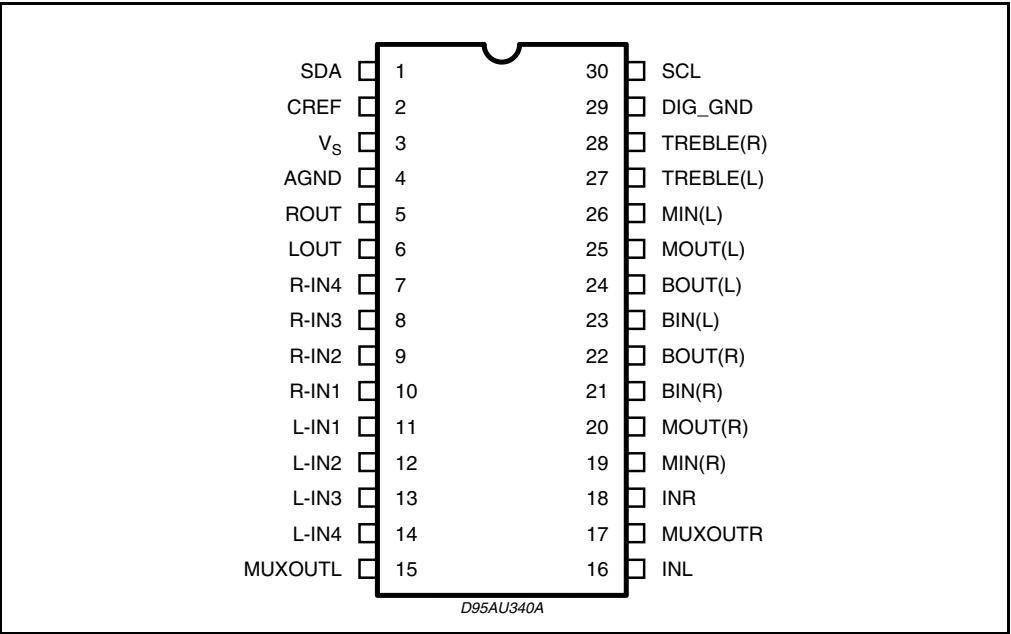 SDA 1 30 SCL
CREF 2 29 DIG_GND
VS 3 28 TREBLE(R)
AGND 4 27 TREBLE(L)
ROUT 5 26 MIN(L)
LOUT 6 25 MOUT(L)
R-IN4 7 24 BOUT(L)
R-IN3 8 23 BIN(L)
R-IN2 9 22 BOUT(R)
R-IN1 10 21 BIN(R)
L-IN1 11 20 MOUT(R)
L-IN2 12 19 MIN(R)
L-IN3 13 18 INR
L-IN4 14 17 MUXOUTR
MUXOUTL 15 16 INL
D95AU340A